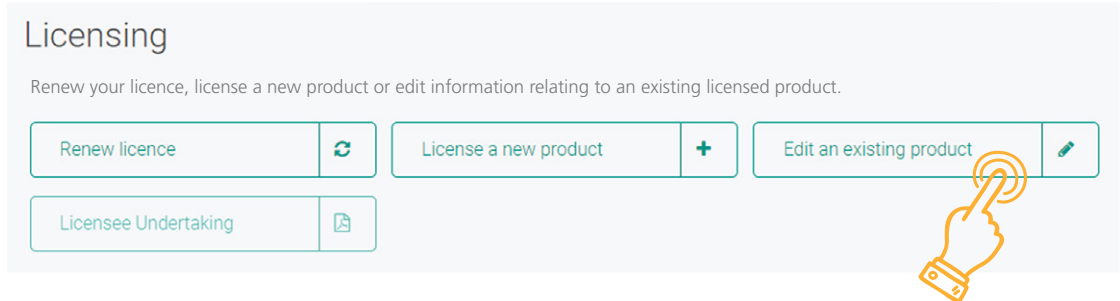 Licensing
Renew your licence, license a new product or edit information relating to an existing licensed product.
Renew licence
License a new product
Edit an existing product
Licensee Undertaking